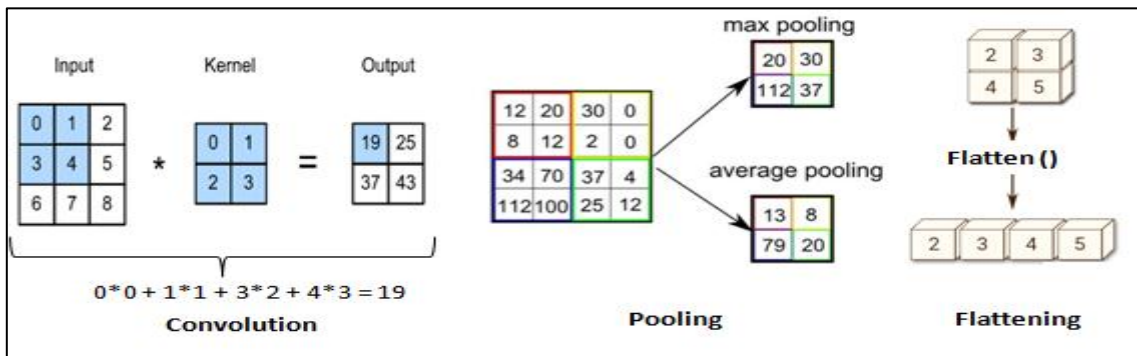 Input
Kernel
Output
0 1 2
3 4 5
6 7 8
*
0 1
2 3
=
19 25
37 43
0*0 + 1*1 + 3*2 + 4*3 = 19
Convolution
12 20 30 0
8 12 2 0
34 70 37 4
112 100 25 12
max pooling
20 30
112 37
average pooling
13 8
79 20
Pooling
2 3
4 5
Flatten ()
2 3 4 5
Flattening